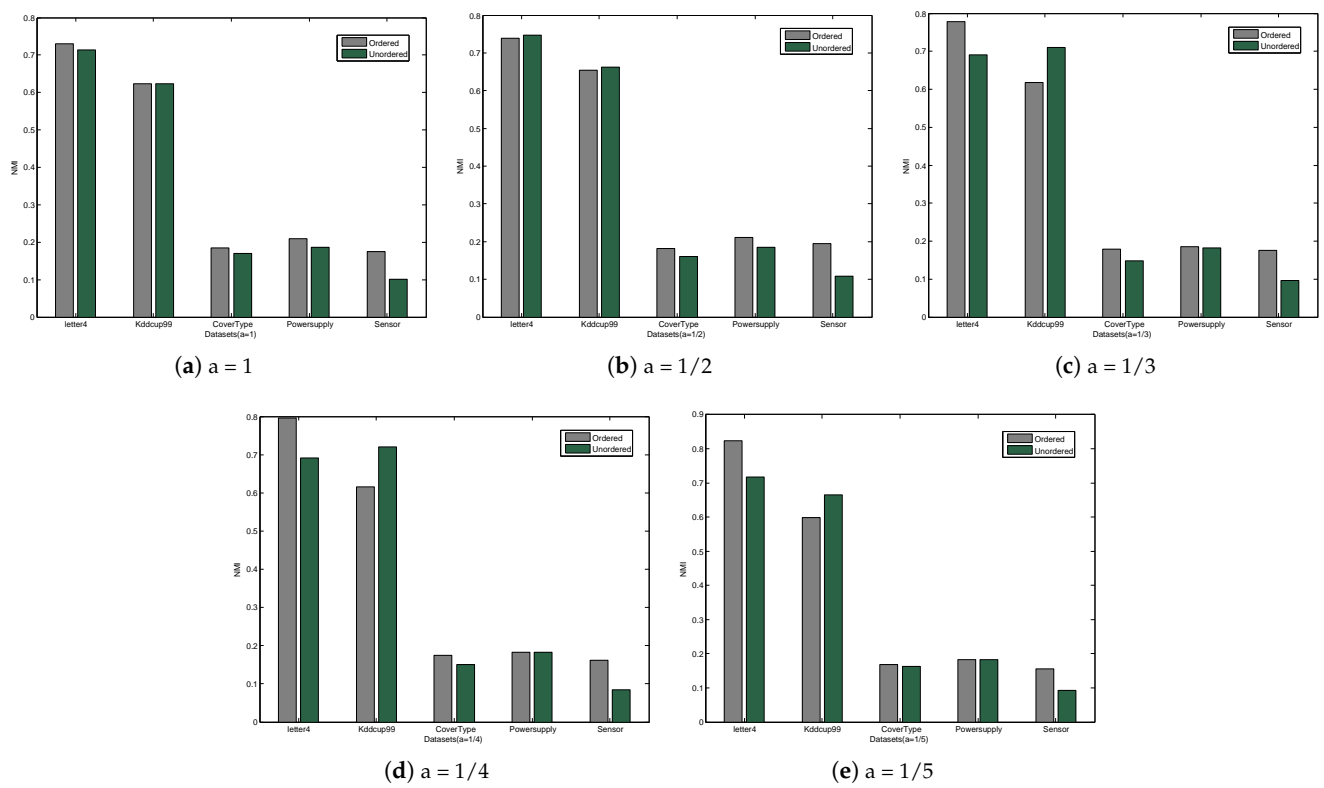 0.8
0.7
0.6
0.5
0.4
0.3
0.2
0.1
0
NMI
Ordered
Unordered
letter4 Kddcup99 CoverType Powersupply Sensor
Datasets(a=1)
(a) a = 1
0.8
0.7
0.6
0.5
0.4
0.3
0.2
0.1
0
NMI
Ordered
Unordered
letter4 Kddcup99 CoverType Powersupply Sensor
Datasets(a=1/2)
(b) a = 1/2
0.8
0.7
0.6
0.5
0.4
0.3
0.2
0.1
0
NMI
Ordered
Unordered
letter4 Kddcup99 CoverType Powersupply Sensor
Datasets(a=1/3)
(c) a = 1/3
0.8
0.7
0.6
0.5
0.4
0.3
0.2
0.1
0
NMI
Ordered
Unordered
letter4 Kddcup99 CoverType Powersupply Sensor
Datasets(a=1/4)
(d) a = 1/4
0.9
0.8
0.7
0.6
0.5
0.4
0.3
0.2
0.1
0
NMI
Ordered
Unordered
letter4 Kddcup99 CoverType Powersupply Sensor
Datasets(a=1/5)
(e) a = 1/5